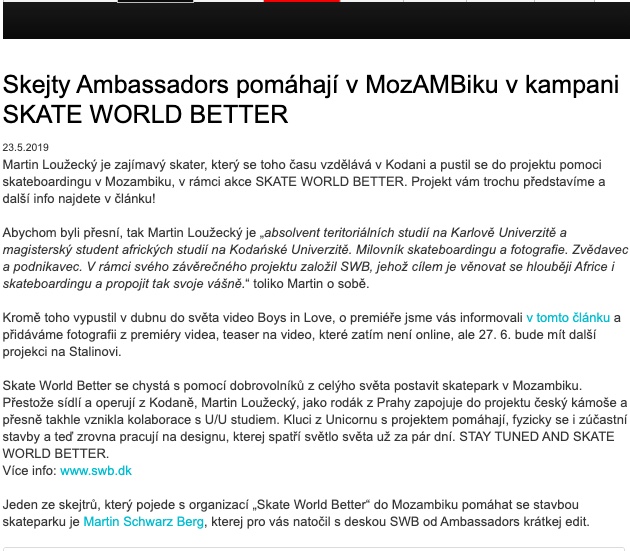 Skejty Ambassadors pomáhají v MozAMBiku v kampani
SKATE WORLD BETTER
23.5.2019
Martin Loužecký je zajímavý skater, který se toho času vzdělává v Kodani a pustil se do projektu pomoci
skateboardingu v Mozambiku, v rámci akce SKATE WORLD BETTER. Projekt vám trochu představíme a
další info najdete v článku!
Abychom byli přesní, tak Martin Loužecký je „absolvent teritoriálních studií na Karlově Univerzitě a
magisterský student afrických studií na Kodaňské Univerzitě. Milovník skateboardingu a fotografie. Zvědavec
a podnikavec. V rámci svého závěrečného projektu založil SWB, jehož cílem je věnovat se hlouběji Africe i
skateboardingu a propojit tak svoje vášně.“ toliko Martin o sobě.
Kromě toho vypustil v dubnu do světa video Boys in Love, o premiéře jsme vás informovali v tomto článku a
přidáváme fotografii z premiéry videa, teaser na video, které zatím není online, ale 27. 6. bude mít další
projekci na Stalinovi.
Skate World Better se chystá s pomocí dobrovolníků z celýho světa postavit skatepark v Mozambiku.
Přestože sídlí a operují z Kodaně, Martin Loužecký, jako rodák z Prahy zapojuje do projektu český kámoše a
přesně takhle vznikla kolaborace s U/U studiem. Kluci z Unicornu s projektem pomáhají, fyzicky se i zúčastní
stavby a teď zrovna pracují na designu, kterej spatří světlo světa už za pár dní. STAY TUNED AND SKATE
WORLD BETTER.
Více info: www.swb.dk
Jeden ze skejtrů, který pojede s organizací „Skate World Better“ do Mozambiku pomáhat se stavbou
skateparku je Martin Schwarz Berg, kterej pro vás natočil s deskou SWB od Ambassadors krátkej edit.